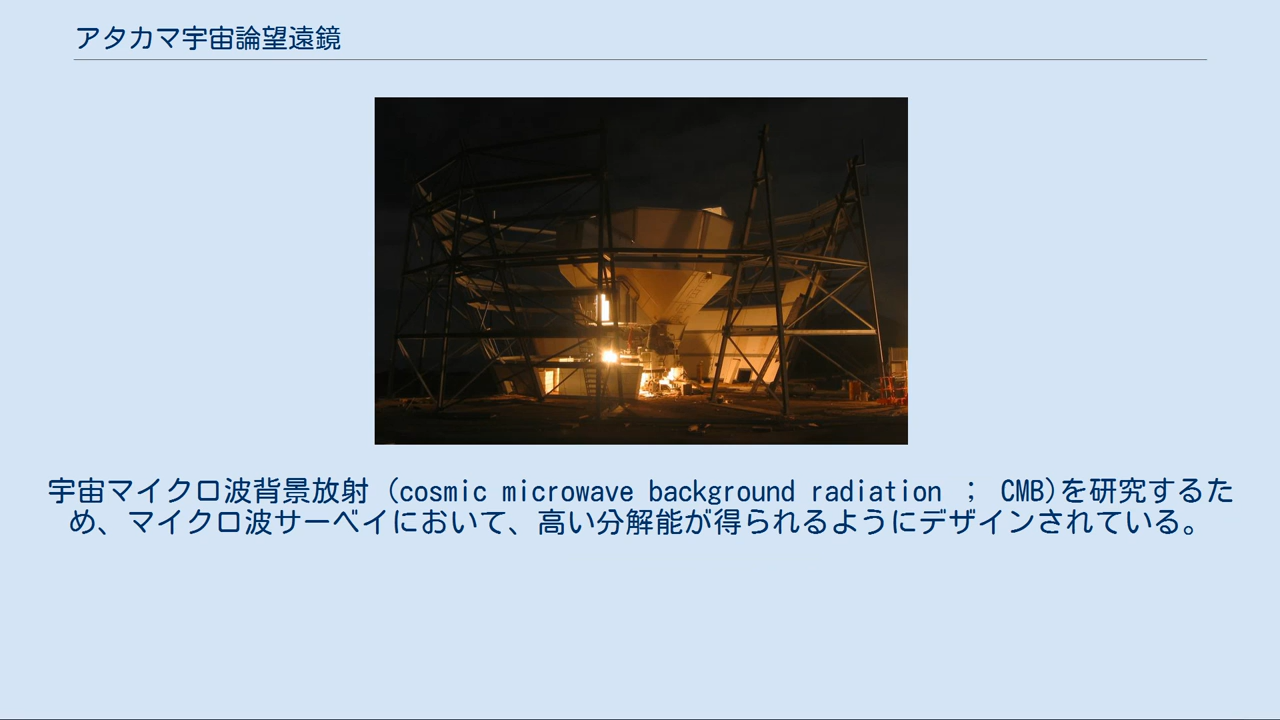 アタカマ宇宙論望遠鏡
宇宙マイクロ波背景放射 (cosmic microwave background radiation ; CMB)を研究するた
め、マイクロ波サーベイにおいて、高い分解能が得られるようにデザインされている。